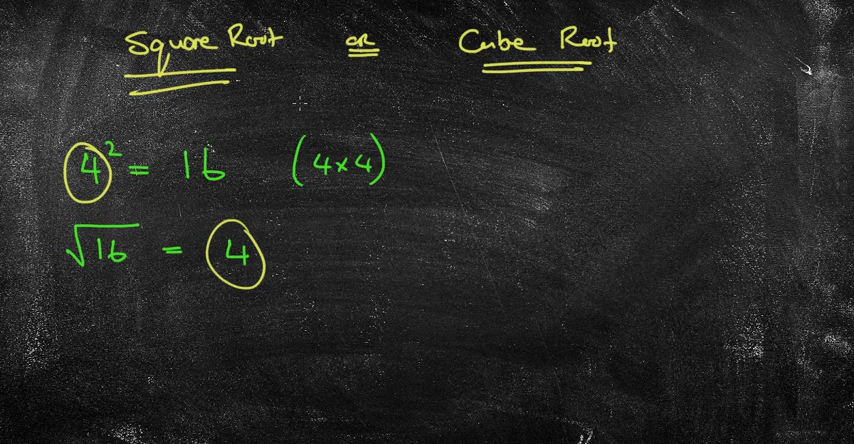 Square Root or Cube Root
4² = 16 (4×4)
√16 = 4